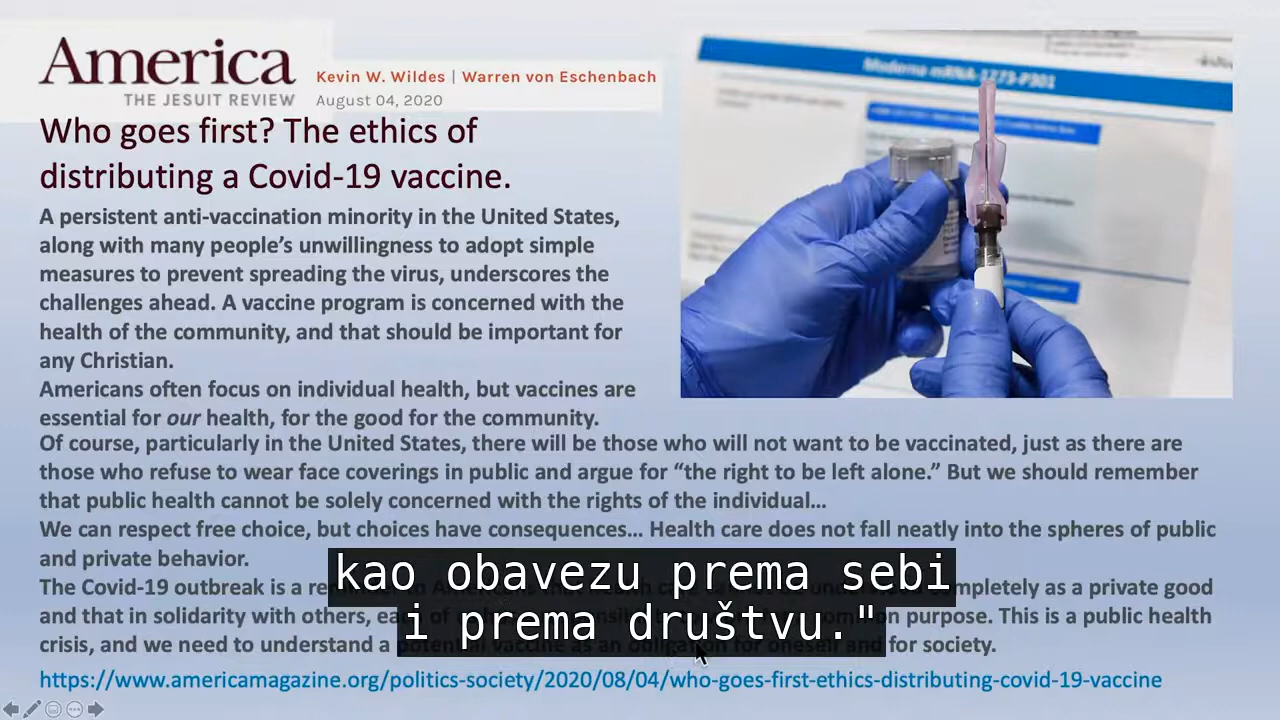 America
THE JESUIT REVIEW
Kevin W. Wildes | Warren von Eschenbach
August 04, 2020
Who goes first? The ethics of
distributing a Covid-19 vaccine.
Moderna mRNA-1273-P301
A persistent anti-vaccination minority in the United States,
along with many people's unwillingness to adopt simple
measures to prevent spreading the virus, underscores the
challenges ahead. A vaccine program is concerned with the
health of the community, and that should be important for
any Christian.
Americans often focus on individual health, but vaccines are
essential for our health, for the good for the community.
Of course, particularly in the United States, there will be those who will not want to be vaccinated, just as there are
those who refuse to wear face coverings in public and argue for “the right to be left alone.” But we should remember
that public health cannot be solely concerned with the rights of the individual…
We can respect free choice, but choices have consequences… Health care does not fall neatly into the spheres of public
and private behavior.
The Covid-19 outbreak is a completely as a private good
and that in solidarity with others, purpose. This is a public health
crisis, and we need to understand a potential vaccine as an obligation for oneself and for society.
kao obavezu prema sebi
i prema društvu."
https://www.americamagazine.org/politics-society/2020/08/04/who-goes-first-ethics-distributing-covid-19-vaccine